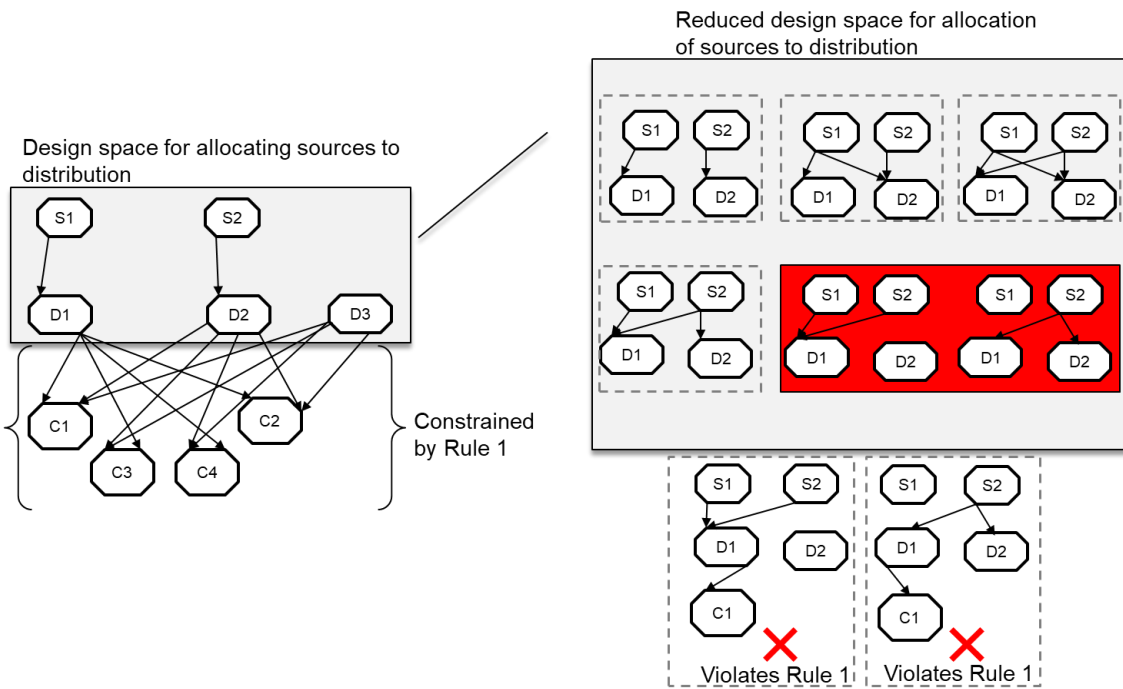 Reduced design space for allocation
of sources to distribution
Design space for allocating sources to
distribution
S1 S2
D1 D2 D3
C1 C2
C3 C4
Constrained
by Rule 1
S1 S2 S1 S2 S1 S2
D1 D2 D1 D2 D1 D2
S1 S2 S1 S2 S1 S2
D1 D2 D1 D2 D1 D2
S1 S2 S1 S2
D1 D2 D1 D2
C1 C1
Violates Rule 1 Violates Rule 1